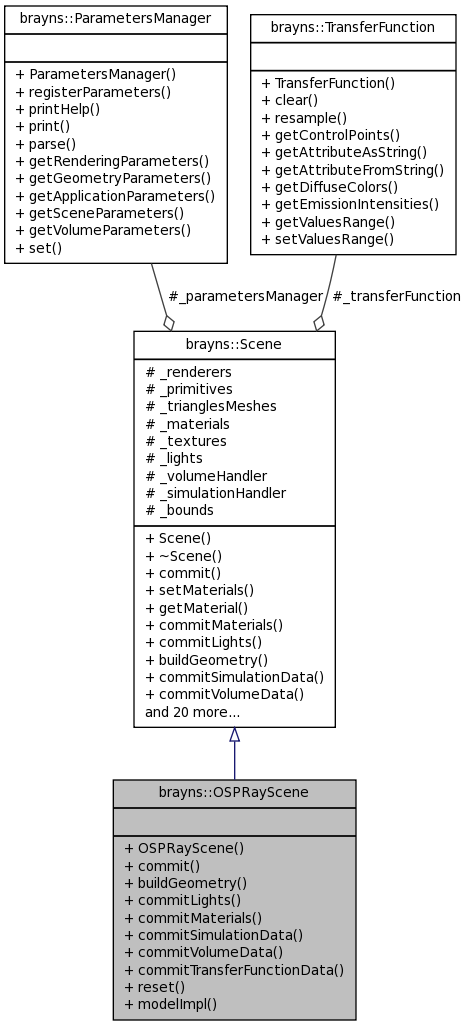 brayns::ParametersManager
+ ParametersManager()
+ registerParameters()
+ printHelp()
+ print()
+ parse()
+ getRenderingParameters()
+ getGeometryParameters()
+ getApplicationParameters()
+ getSceneParameters()
+ getVolumeParameters()
+ set()
brayns::TransferFunction
+ TransferFunction()
+ clear()
+ resample()
+ getControlPoints()
+ getAttributeAsString()
+ getAttributeFromString()
+ getDiffuseColors()
+ getEmissionIntensities()
+ getValuesRange()
+ setValuesRange()
#_parametersManager
#_transferFunction
brayns::Scene
# _renderers
# _primitives
# _trianglesMeshes
# _materials
# _textures
# _lights
# _volumeHandler
# _simulationHandler
# _bounds
+ Scene()
+ ~Scene()
+ commit()
+ setMaterials()
+ getMaterial()
+ commitMaterials()
+ commitLights()
+ buildGeometry()
+ commitSimulationData()
+ commitVolumeData()
and 20 more...
brayns::OSPRayScene
+ OSPRayScene()
+ commit()
+ buildGeometry()
+ commitLights()
+ commitMaterials()
+ commitSimulationData()
+ commitVolumeData()
+ commitTransferFunctionData()
+ reset()
+ modelImpl()